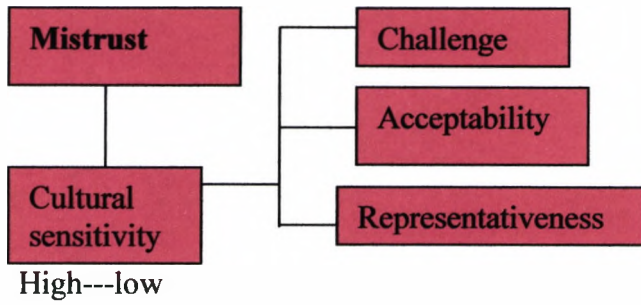 Mistrust
Challenge
Acceptability
Cultural
sensitivity
Representativeness
High---low